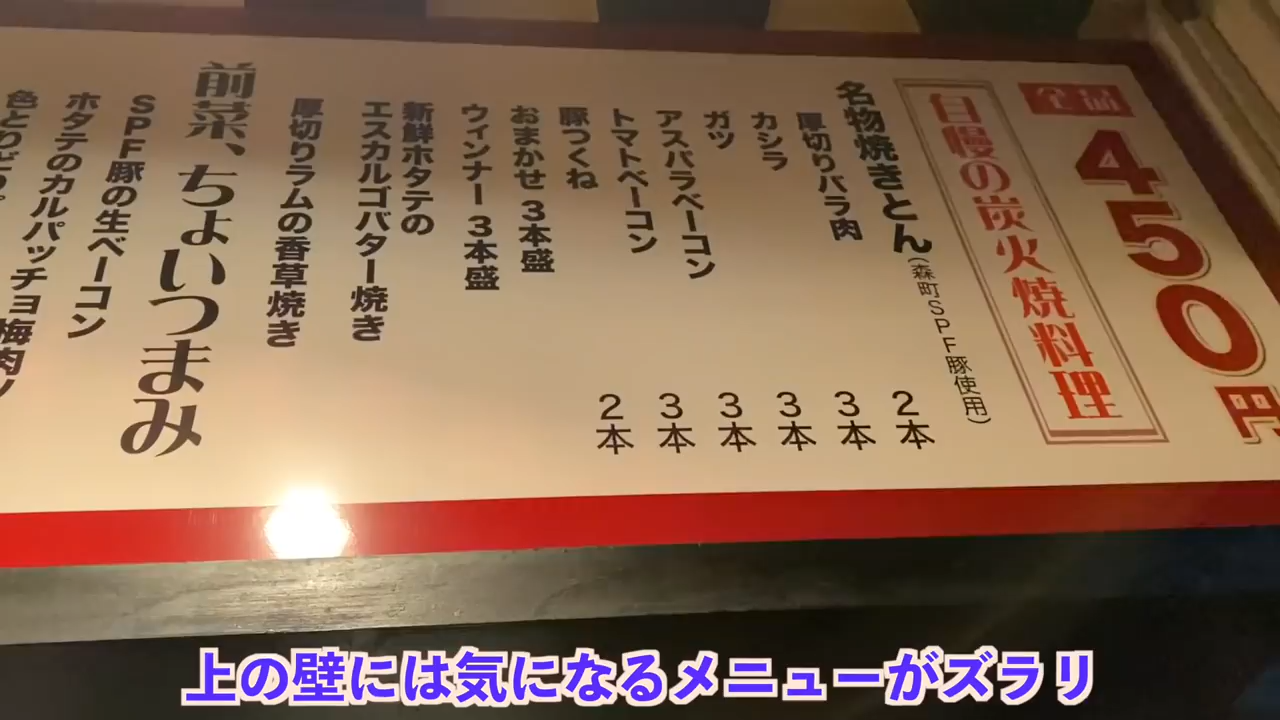 全品
450円
自慢の炭火焼料理
名物焼きとん(森町SPF豚使用)
厚切りバラ肉 2本
カシラ 3本
ガツ 3本
アスパラベーコン 3本
トマトベーコン 3本
豚つくね 2本
おまかせ3本盛
ウィンナー3本盛
新鮮ホタテの
エスカルゴバター焼き
厚切りラムの香草焼き
前菜、ちょいつまみ
SPF豚の生ベーコン
ホタテのカルパッチョ梅肉ソ
色とりどり
上の壁には気になるメニューがズラリ